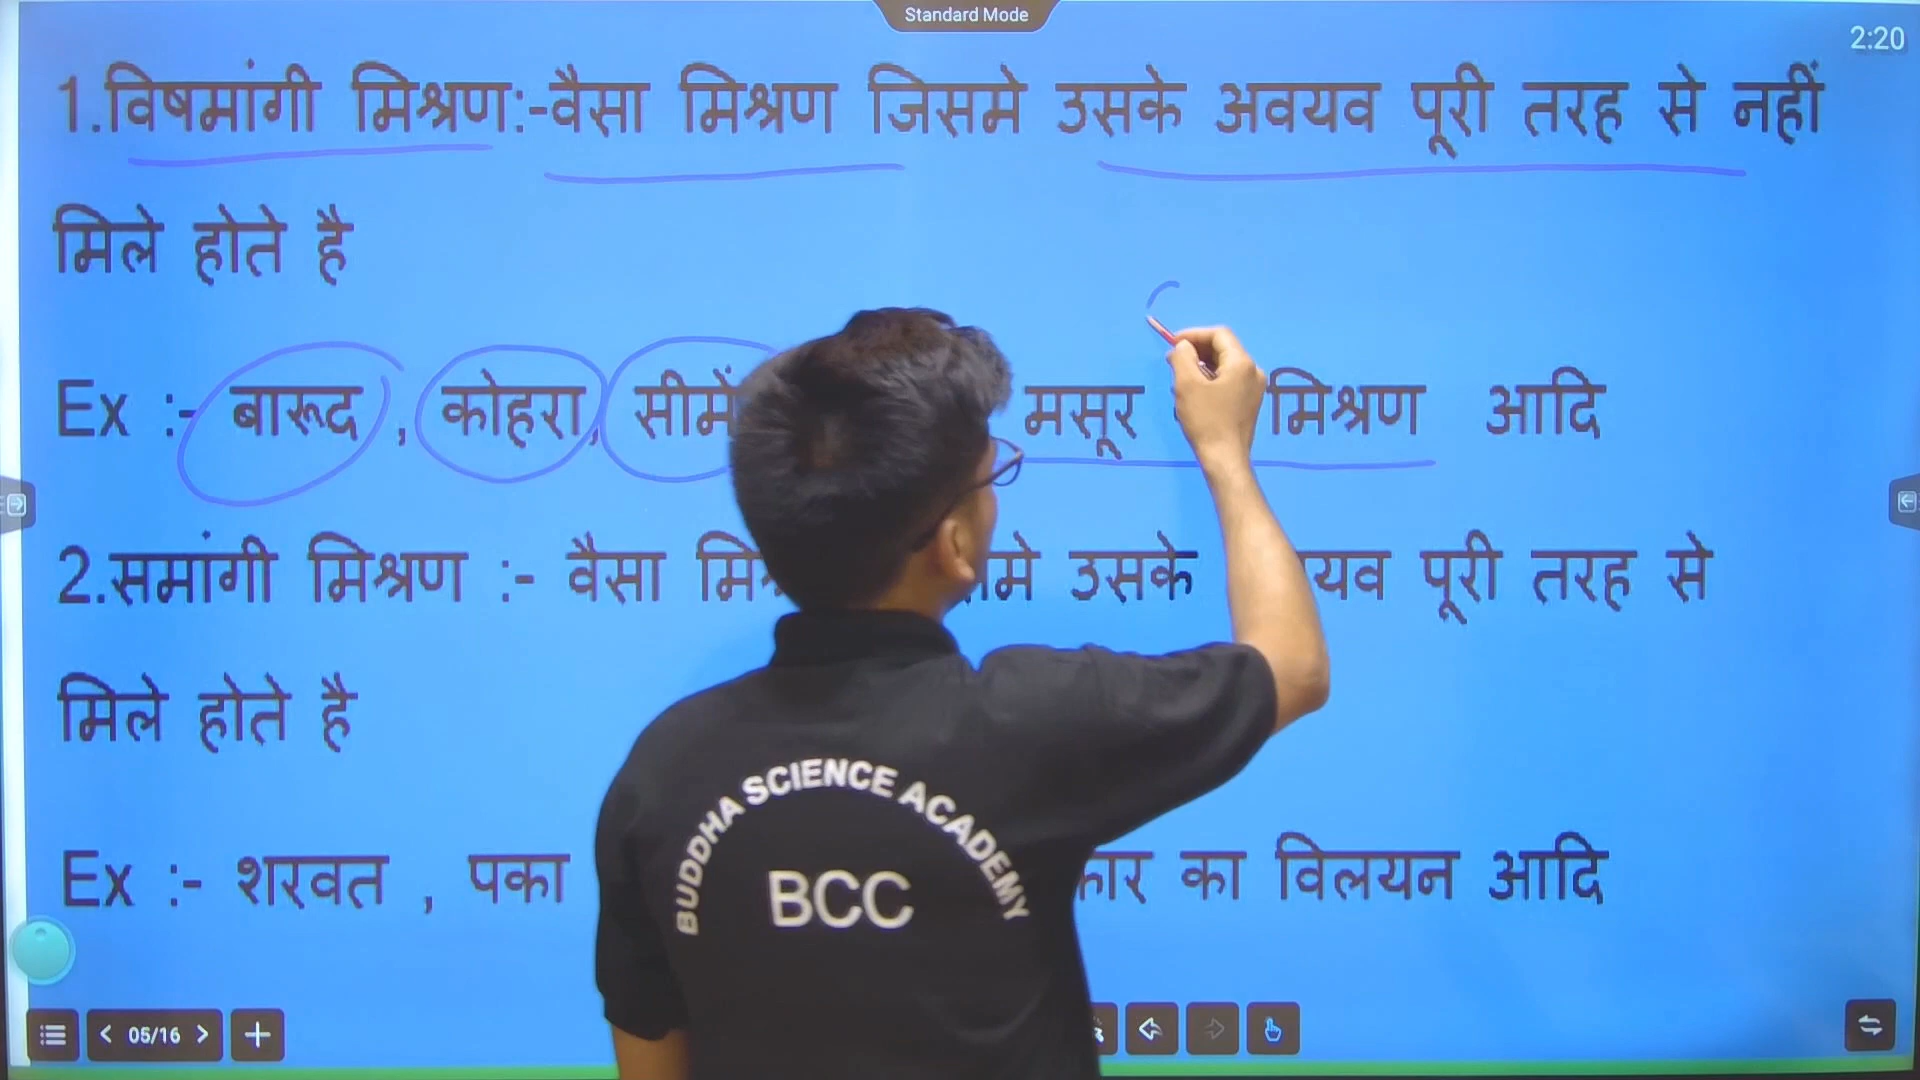 Standard Mode
2:20
1.विषमांगी मिश्रण:-वैसा मिश्रण जिसमे उसके अवयव पूरी तरह से नहीं
मिले होते है
Ex :- बारूद , कोहरा, मसूर मिश्रण आदि
2.समांगी मिश्रण :- वैसा उसके पूरी तरह से
मिले होते है
Ex :- शरवत , पका का विलयन आदि
BUDDHA SCIENCE ACADEMY
BCC
05/16